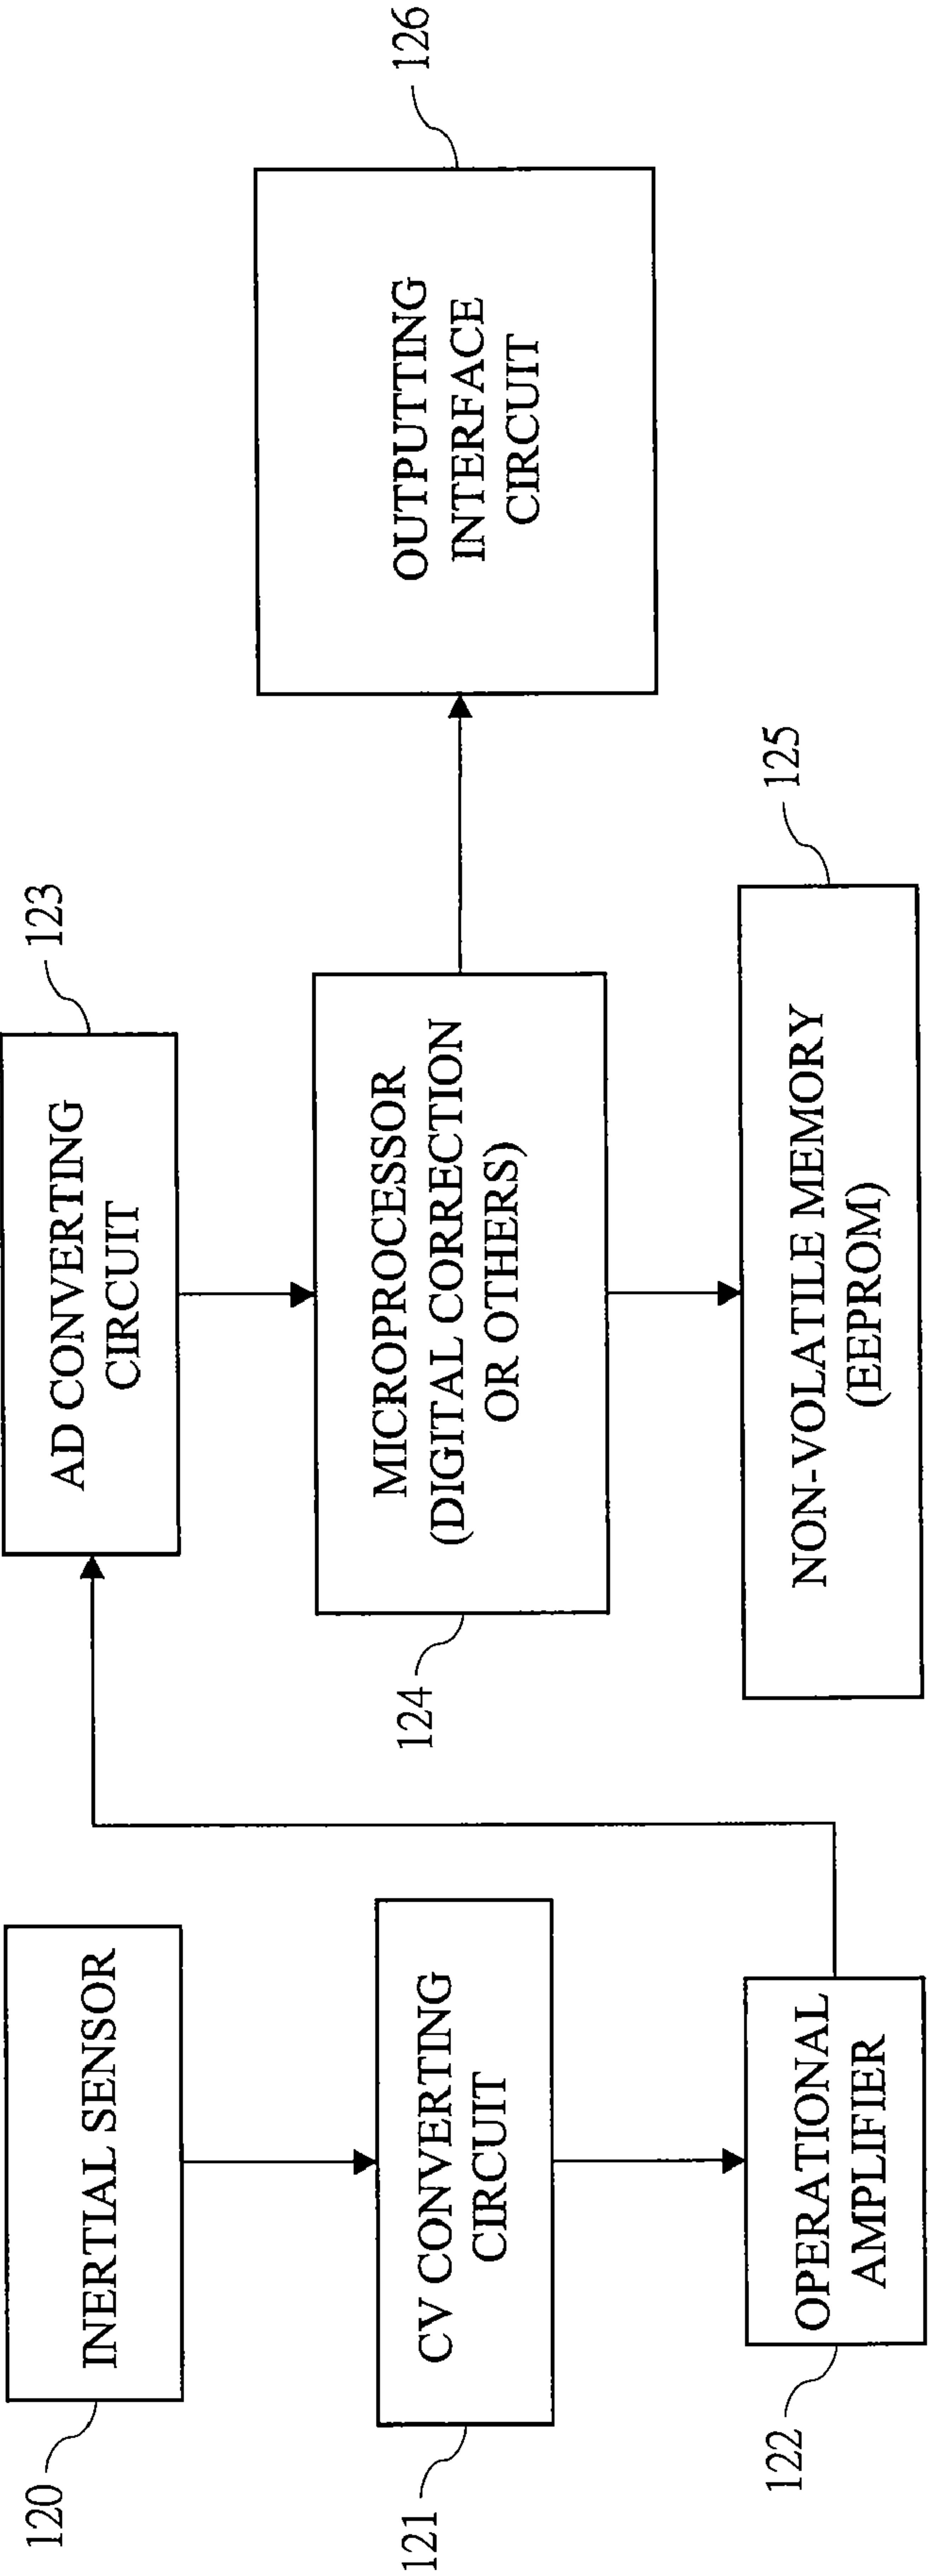 120
INERTIAL SENSOR
121
CV CONVERTING
CIRCUIT
122
OPERATIONAL
AMPLIFIER
AD CONVERTING
CIRCUIT
123
124
MICROPROCESSOR
(DIGITAL CORRECTION
OR OTHERS)
NON-VOLATILE MEMORY
(EEPROM)
125
OUTPUTTING
INTERFACE
CIRCUIT
126